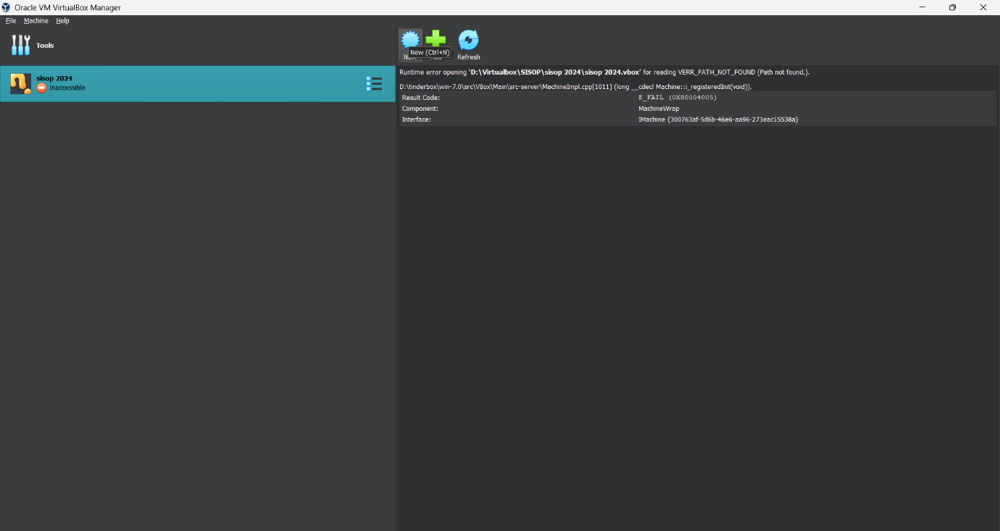 Oracle VM VirtualBox Manager
File Machine Help
Tools
New (Ctrl+N)
Refresh
sisop 2024
Inaccessible
Runtime error opening 'D:\Virtualbox\SISOP\sisop 2024\sisop 2024.vbox' for reading VERR_PATH_NOT_FOUND (Path not found.).
D:\tinderbox\win-7.0\src\VBox\Main\src-server\MachineImpl.cpp[1011] (long __cdecl Machine::i_registeredInit(void)).
Result Code: E_FAIL (0X80004005)
Component: MachineWrap
Interface: IMachine {300763af-5d6b-46e6-aa96-273eac15538a}